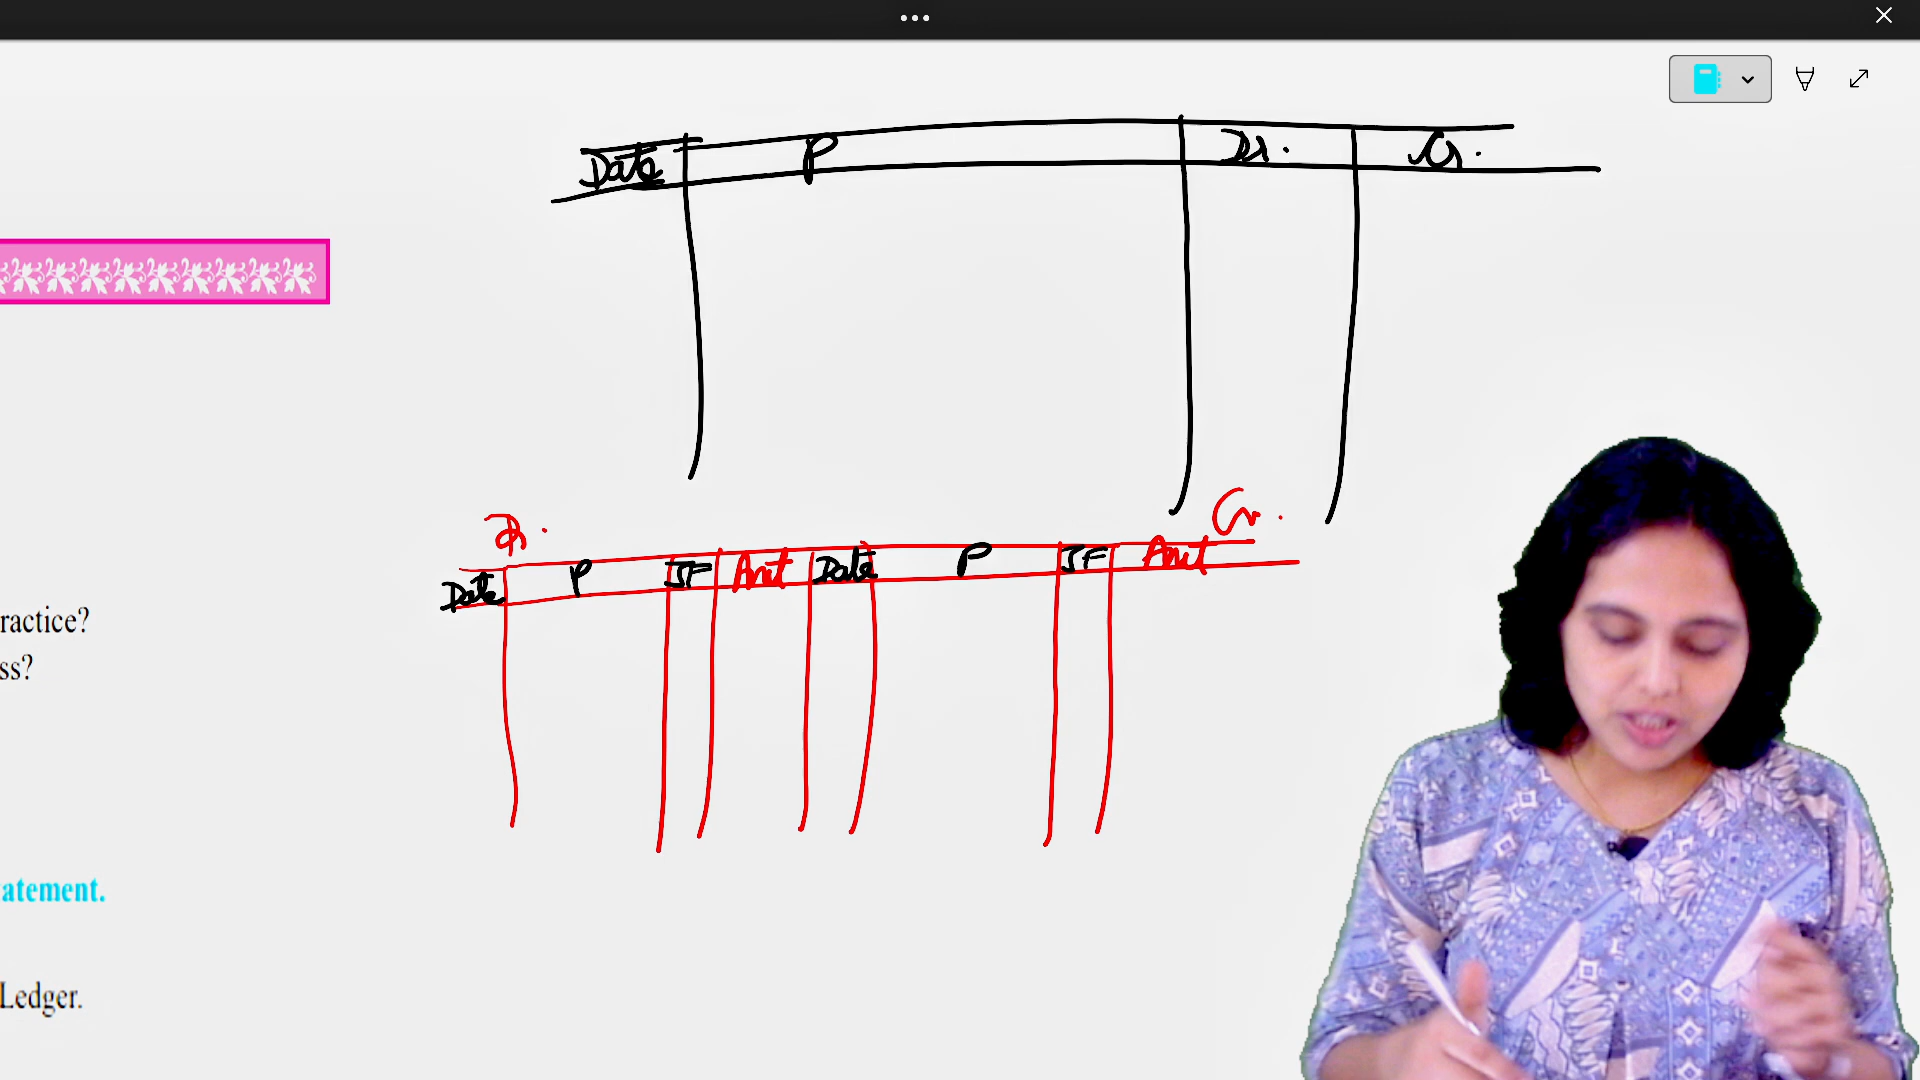 Date P Dr. Cr.
Dr. Cr.
Date P JF Amt Date P JF Amt
ractice?
ss?
atement.
Ledger.